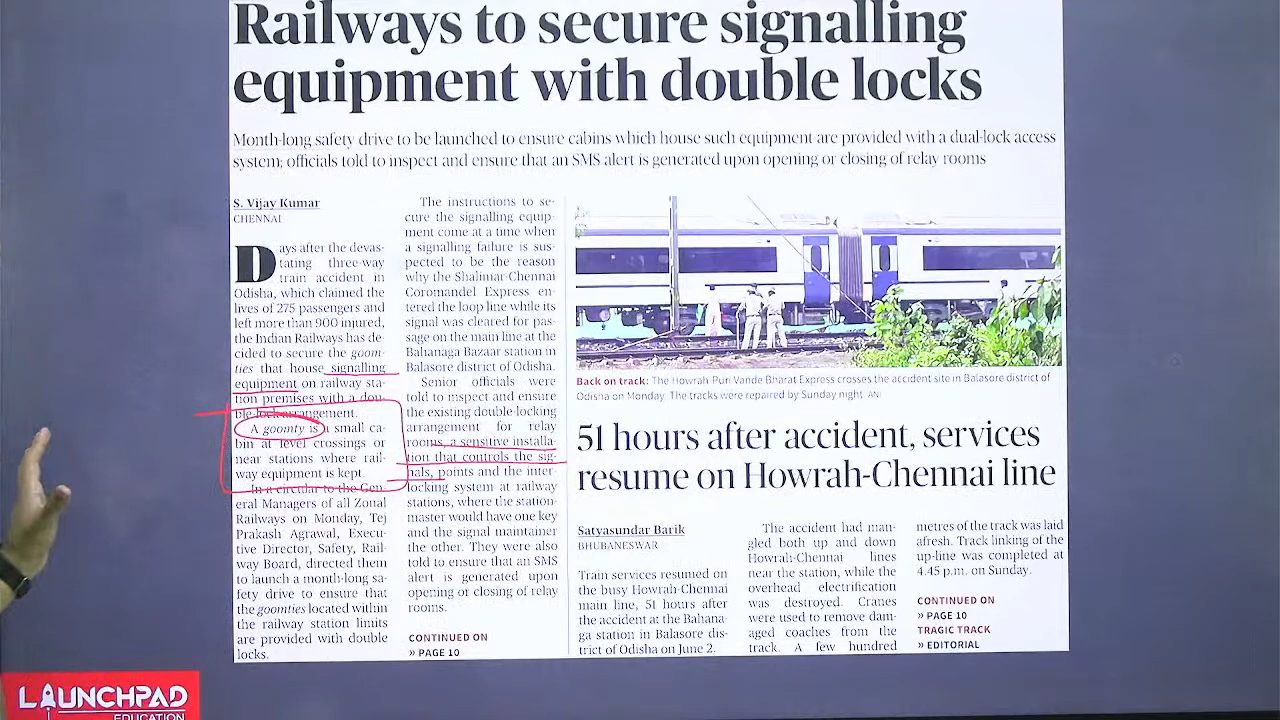 Railways to secure signalling
equipment with double locks
Month-long safety drive to be launched to ensure cabins which house such equipment are provided with a dual-lock access
system; officials told to inspect and ensure that an SMS alert is generated upon opening or closing of relay rooms
S. Vijay Kumar
CHENNAI
Days after the devas-
tating three-way
train accident in
Odisha, which claimed the
lives of 275 passengers and
left more than 900 injured,
the Indian Railways has de-
cided to secure the goom-
ties that house signalling
equipment on railway sta-
tion premises with a dou-
ble-lock arrangement.
A goomty is a small ca-
bin at level crossings or
near stations where rail-
way equipment is kept.
In a circular to the Gen-
eral Managers of all Zonal
Railways on Monday, Tej
Prakash Agrawal, Execu-
tive Director, Safety, Rail-
way Board, directed them
to launch a month-long sa-
fety drive to ensure that
the goomties located within
the railway station limits
are provided with double
locks.
The instructions to se-
cure the signalling equip-
ment come at a time when
a signalling failure is sus-
pected to be the reason
why the Shalimar-Chennai
Coromandel Express en-
tered the loop line while its
signal was cleared for pas-
sage on the main line at the
Bahanaga Bazaar station in
Balasore district of Odisha.
Senior officials were
told to inspect and ensure
the existing double-locking
arrangement for relay
rooms, a sensitive installa-
tion that controls the sig-
nals, points and the inter-
locking system at railway
stations, where the station-
master would have one key
and the signal maintainer
the other. They were also
told to ensure that an SMS
alert is generated upon
opening or closing of relay
rooms.
CONTINUED ON
» PAGE 10
Back on track: The Howrah-Puri Vande Bharat Express crosses the accident site in Balasore district of
Odisha on Monday. The tracks were repaired by Sunday night. ANI
51 hours after accident, services
resume on Howrah-Chennai line
Satyasundar Barik
BHUBANESWAR
Train services resumed on
the busy Howrah-Chennai
main line, 51 hours after
the accident at the Bahana-
ga station in Balasore dis-
trict of Odisha on June 2.
The accident had man-
gled both up and down
Howrah-Chennai lines
near the station, while the
overhead electrification
was destroyed. Cranes
were used to remove dam-
aged coaches from the
track. A few hundred
metres of the track was laid
afresh. Track linking of the
up-line was completed at
4.45 p.m. on Sunday.
CONTINUED ON
» PAGE 10
TRAGIC TRACK
» EDITORIAL
LAUNCHPAD
EDUCATION